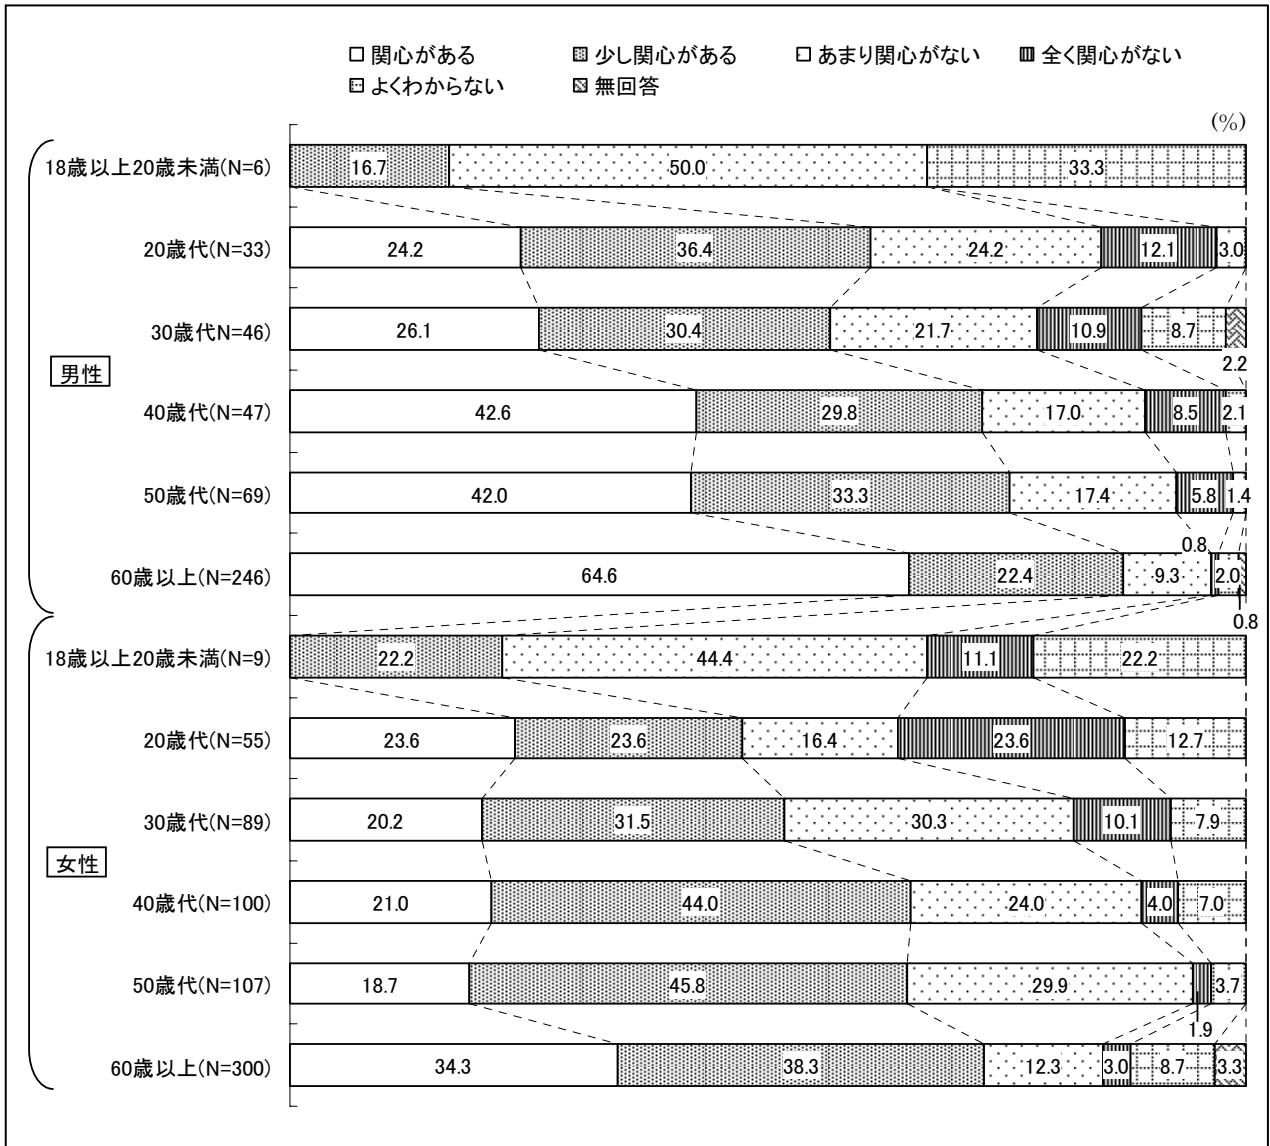 □ 関心がある ▩ 少し関心がある □ あまり関心がない ▥ 全く関心がない
⊞ よくわからない ▨ 無回答
(%)
18歳以上20歳未満(N=6) 16.7 50.0 33.3
20歳代(N=33) 24.2 36.4 24.2 12.1 3.0
30歳代N=46) 26.1 30.4 21.7 10.9 8.7
2.2
男性
40歳代(N=47) 42.6 29.8 17.0 8.5 2.1
50歳代(N=69) 42.0 33.3 17.4 5.8 1.4
0.8
60歳以上(N=246) 64.6 22.4 9.3 2.0
0.8
18歳以上20歳未満(N=9) 22.2 44.4 11.1 22.2
20歳代(N=55) 23.6 23.6 16.4 23.6 12.7
30歳代(N=89) 20.2 31.5 30.3 10.1 7.9
女性
40歳代(N=100) 21.0 44.0 24.0 4.0 7.0
50歳代(N=107) 18.7 45.8 29.9 3.7
1.9
60歳以上(N=300) 34.3 38.3 12.3 3.0 8.7 3.3